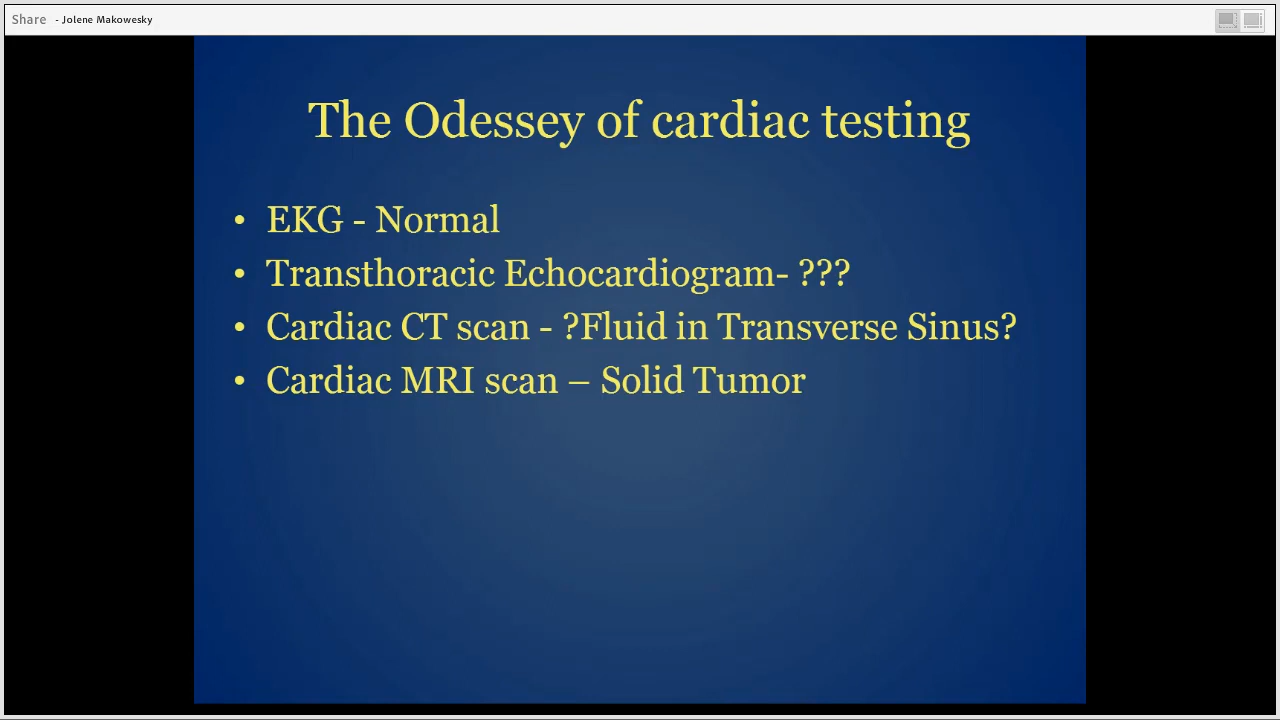 Share - Jolene Makowesky
The Odessey of cardiac testing
• EKG - Normal
• Transthoracic Echocardiogram- ???
• Cardiac CT scan - ?Fluid in Transverse Sinus?
• Cardiac MRI scan – Solid Tumor